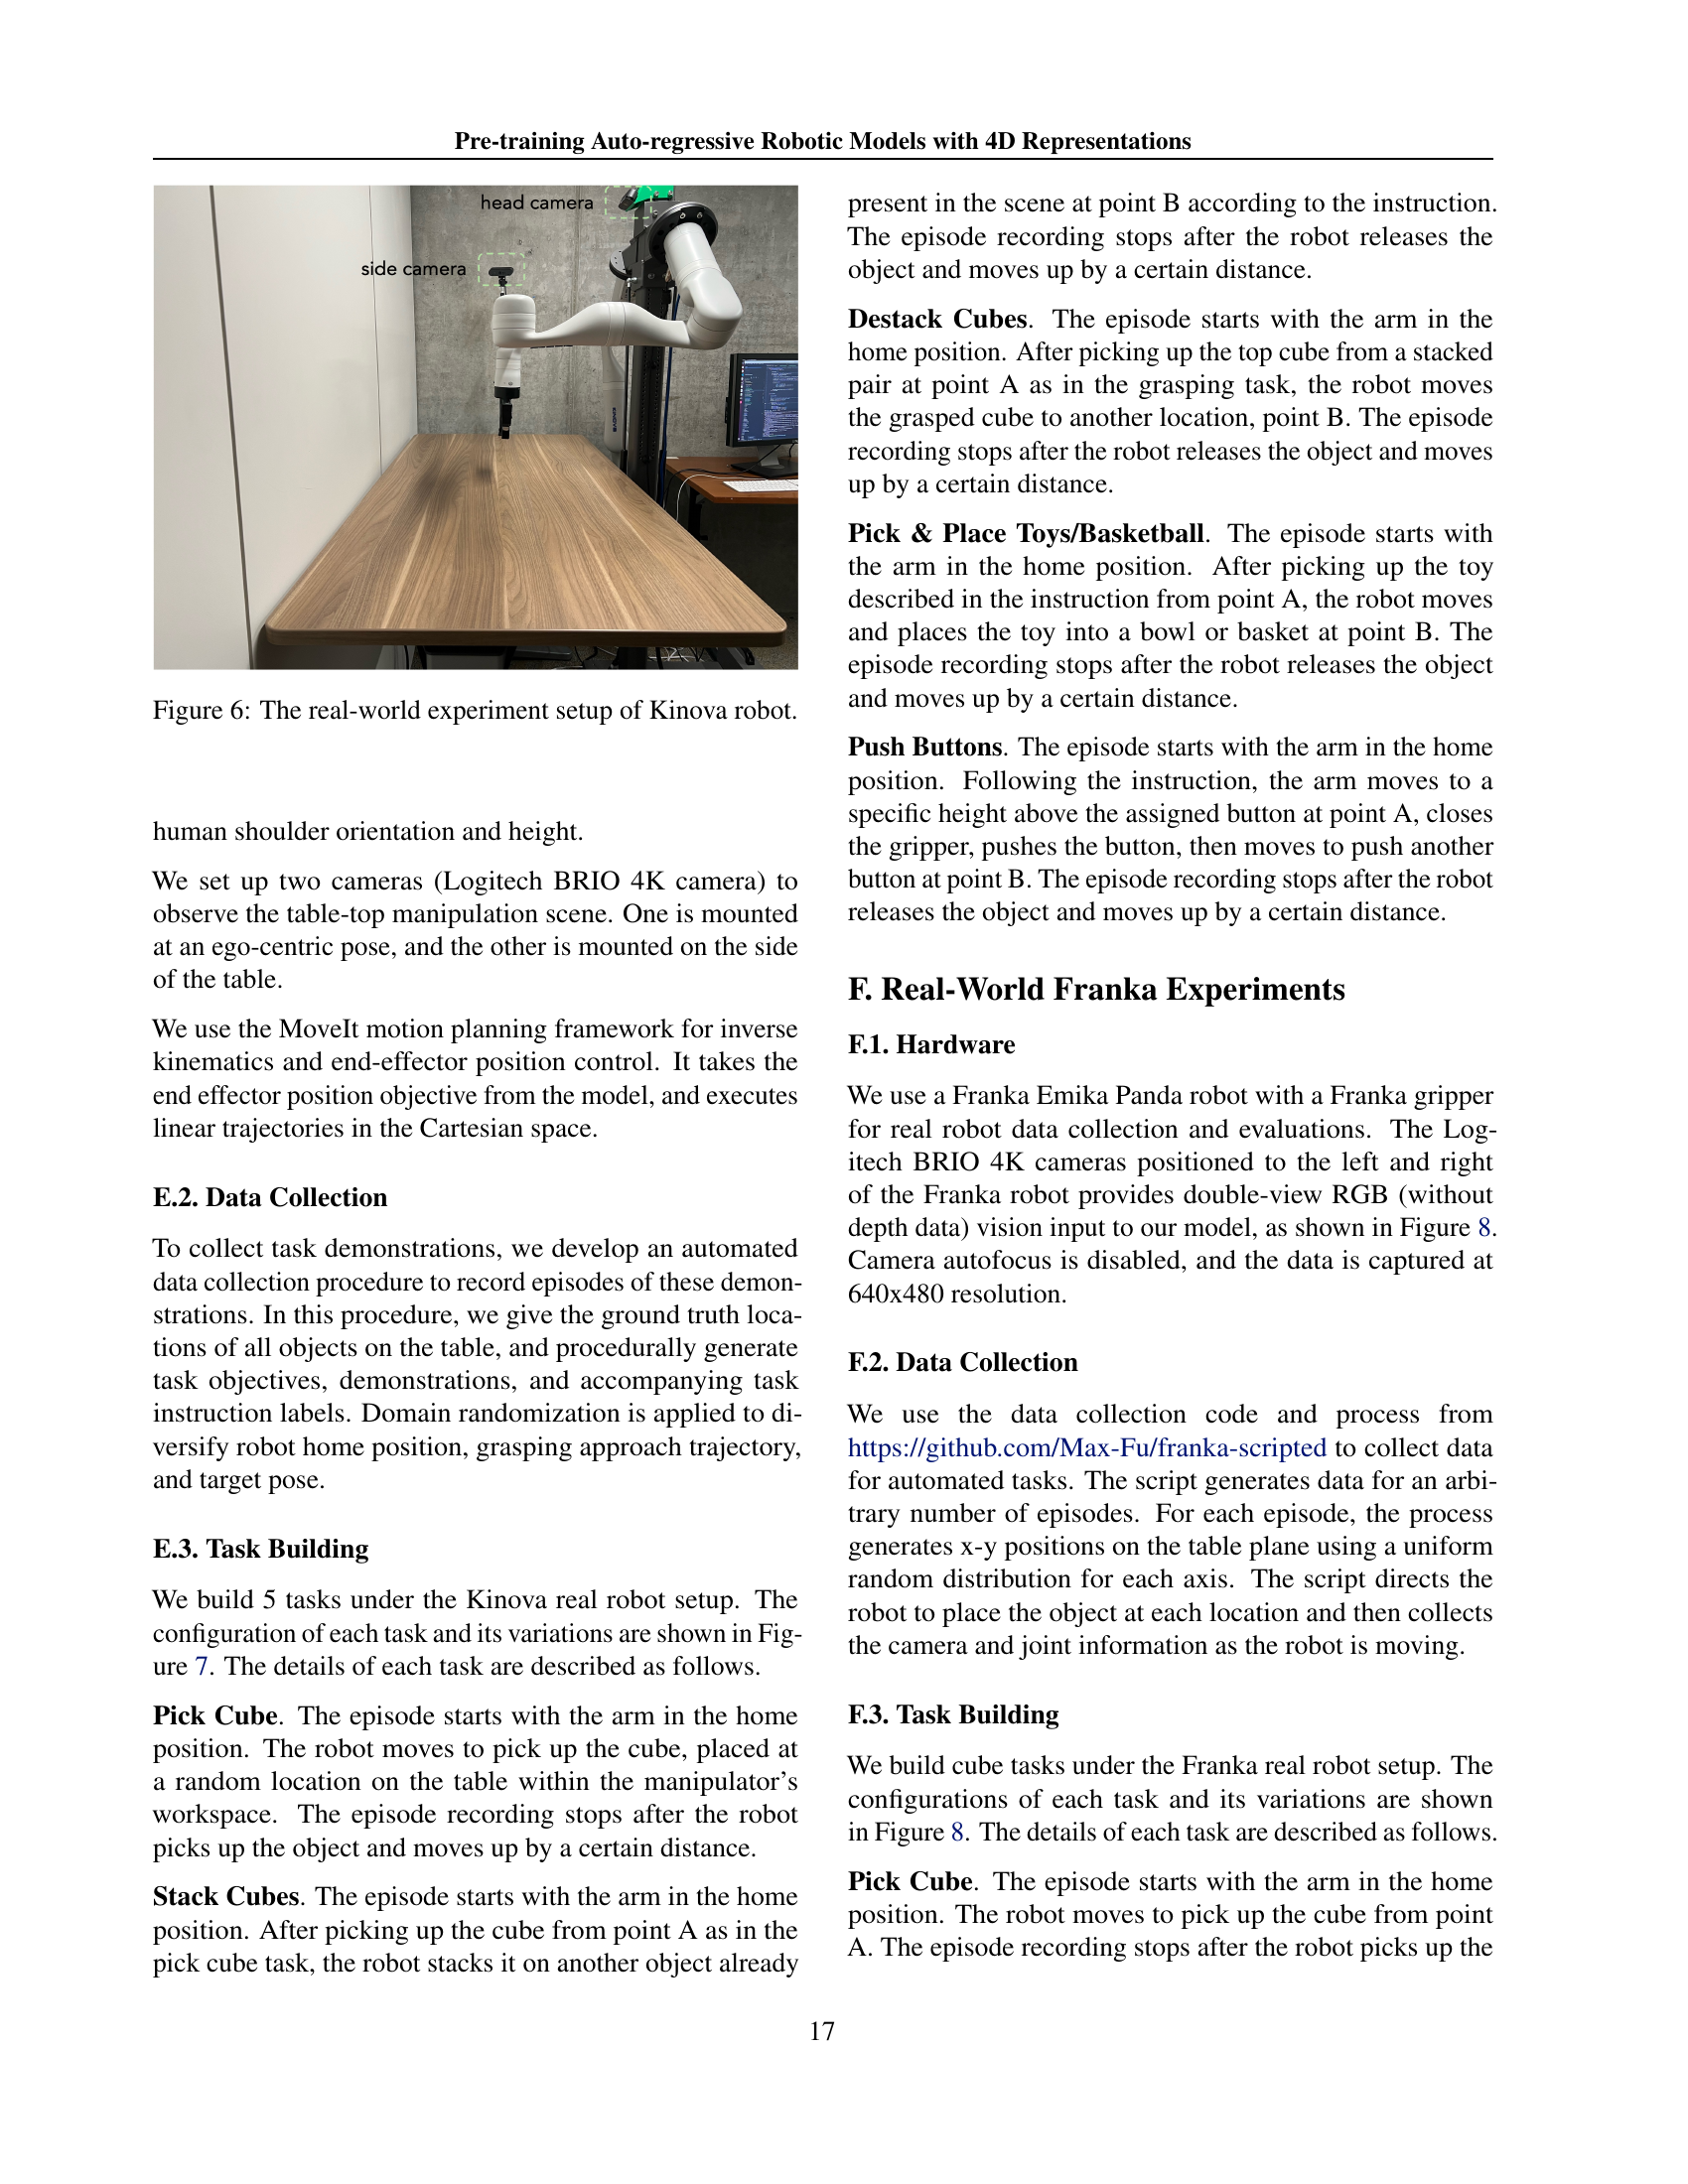 Pre-training Auto-regressive Robotic Models with 4D Representations
head camera
side camera
Figure 6: The real-world experiment setup of Kinova robot.
human shoulder orientation and height.
We set up two cameras (Logitech BRIO 4K camera) to
observe the table-top manipulation scene. One is mounted
at an ego-centric pose, and the other is mounted on the side
of the table.
We use the MoveIt motion planning framework for inverse
kinematics and end-effector position control. It takes the
end effector position objective from the model, and executes
linear trajectories in the Cartesian space.
E.2. Data Collection
To collect task demonstrations, we develop an automated
data collection procedure to record episodes of these demon-
strations. In this procedure, we give the ground truth loca-
tions of all objects on the table, and procedurally generate
task objectives, demonstrations, and accompanying task
instruction labels. Domain randomization is applied to di-
versify robot home position, grasping approach trajectory,
and target pose.
E.3. Task Building
We build 5 tasks under the Kinova real robot setup. The
configuration of each task and its variations are shown in Fig-
ure 7. The details of each task are described as follows.
Pick Cube. The episode starts with the arm in the home
position. The robot moves to pick up the cube, placed at
a random location on the table within the manipulator's
workspace. The episode recording stops after the robot
picks up the object and moves up by a certain distance.
Stack Cubes. The episode starts with the arm in the home
position. After picking up the cube from point A as in the
pick cube task, the robot stacks it on another object already
present in the scene at point B according to the instruction.
The episode recording stops after the robot releases the
object and moves up by a certain distance.
Destack Cubes. The episode starts with the arm in the
home position. After picking up the top cube from a stacked
pair at point A as in the grasping task, the robot moves
the grasped cube to another location, point B. The episode
recording stops after the robot releases the object and moves
up by a certain distance.
Pick & Place Toys/Basketball. The episode starts with
the arm in the home position. After picking up the toy
described in the instruction from point A, the robot moves
and places the toy into a bowl or basket at point B. The
episode recording stops after the robot releases the object
and moves up by a certain distance.
Push Buttons. The episode starts with the arm in the home
position. Following the instruction, the arm moves to a
specific height above the assigned button at point A, closes
the gripper, pushes the button, then moves to push another
button at point B. The episode recording stops after the robot
releases the object and moves up by a certain distance.
F. Real-World Franka Experiments
F.1. Hardware
We use a Franka Emika Panda robot with a Franka gripper
for real robot data collection and evaluations. The Log-
itech BRIO 4K cameras positioned to the left and right
of the Franka robot provides double-view RGB (without
depth data) vision input to our model, as shown in Figure 8.
Camera autofocus is disabled, and the data is captured at
640x480 resolution.
F.2. Data Collection
We use the data collection code and process from
https://github.com/Max-Fu/franka-scripted to collect data
for automated tasks. The script generates data for an arbi-
trary number of episodes. For each episode, the process
generates x-y positions on the table plane using a uniform
random distribution for each axis. The script directs the
robot to place the object at each location and then collects
the camera and joint information as the robot is moving.
F.3. Task Building
We build cube tasks under the Franka real robot setup. The
configurations of each task and its variations are shown
in Figure 8. The details of each task are described as follows.
Pick Cube. The episode starts with the arm in the home
position. The robot moves to pick up the cube from point
A. The episode recording stops after the robot picks up the
17